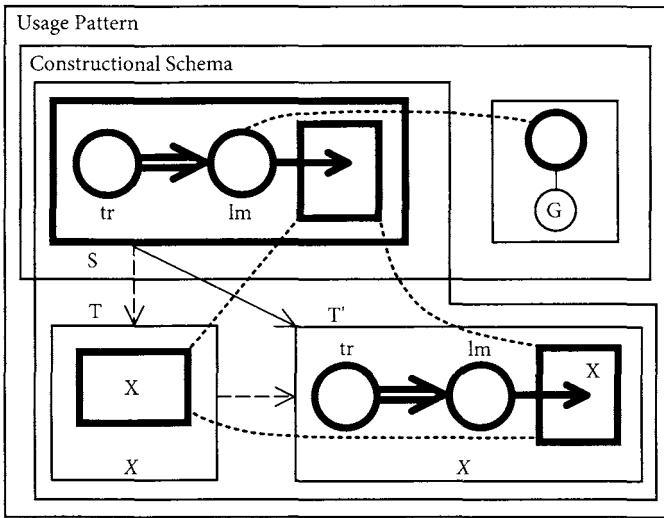 Usage Pattern
Constructional Schema
tr
lm
G
S
T
T'
tr
lm
X
X
X
X